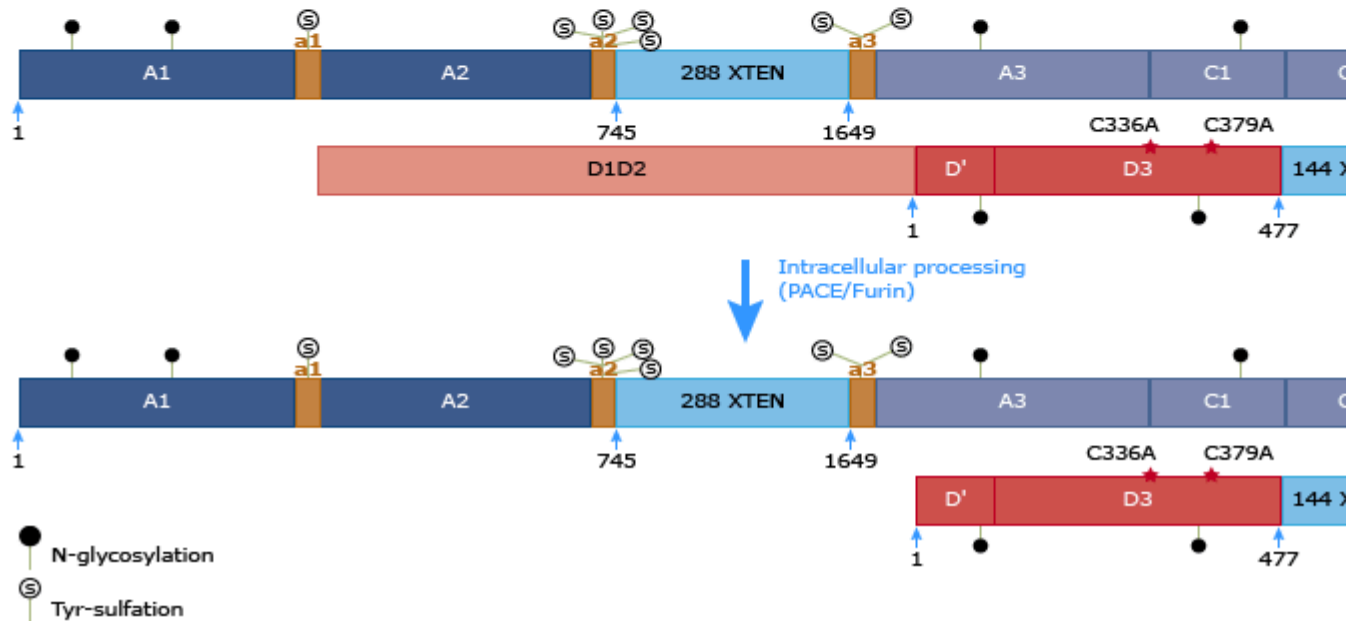 S S S S S S S
a1 a2 a3
A1 A2 288 XTEN A3 C1
1 745 1649 C336A C379A
D1D2 D' D3 144 X
1 477
Intracellular processing
(PACE/Furin)
S S S S S S S
a1 a2 a3
A1 A2 288 XTEN A3 C1
1 745 1649 C336A C379A
D' D3 144 X
1 477
N-glycosylation
S
Tyr-sulfation